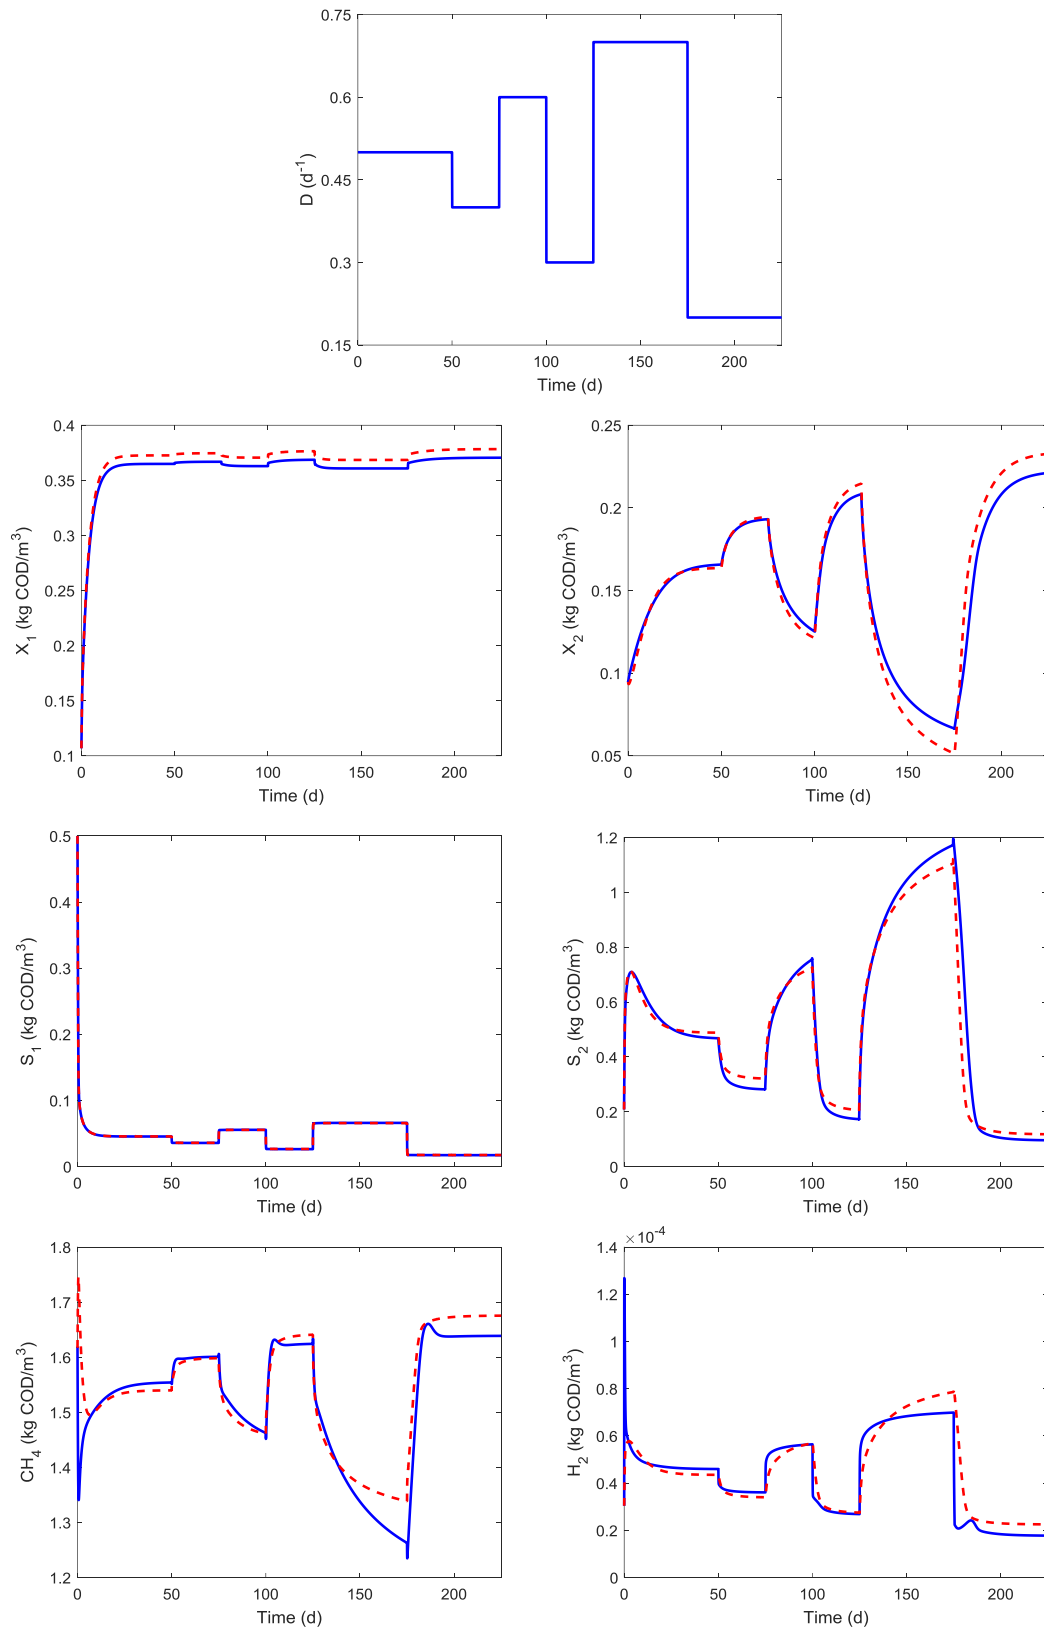 0.75
0.6
0.45
0.3
0.15
D (d-1)
0 50 100 150 200
Time (d)
0.4
0.35
0.3
0.25
0.2
0.15
0.1
X1 (kg COD/m3)
0 50 100 150 200
Time (d)
0.25
0.2
0.15
0.1
0.05
X2 (kg COD/m3)
0 50 100 150 200
Time (d)
0.5
0.4
0.3
0.2
0.1
0
S1 (kg COD/m3)
0 50 100 150 200
Time (d)
1.2
1
0.8
0.6
0.4
0.2
0
S2 (kg COD/m3)
0 50 100 150 200
Time (d)
1.8
1.7
1.6
1.5
1.4
1.3
1.2
CH4 (kg COD/m3)
0 50 100 150 200
Time (d)
×10-4
1.4
1.2
1
0.8
0.6
0.4
0.2
0
H2 (kg COD/m3)
0 50 100 150 200
Time (d)